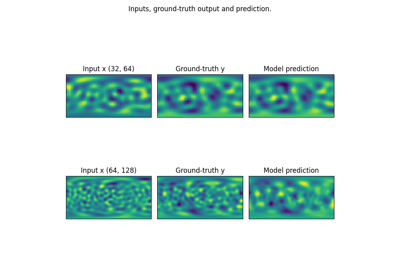 Inputs, ground-truth output and prediction.
Input x (32, 64) Ground-truth y Model prediction
Input x (64, 128) Ground-truth y Model prediction